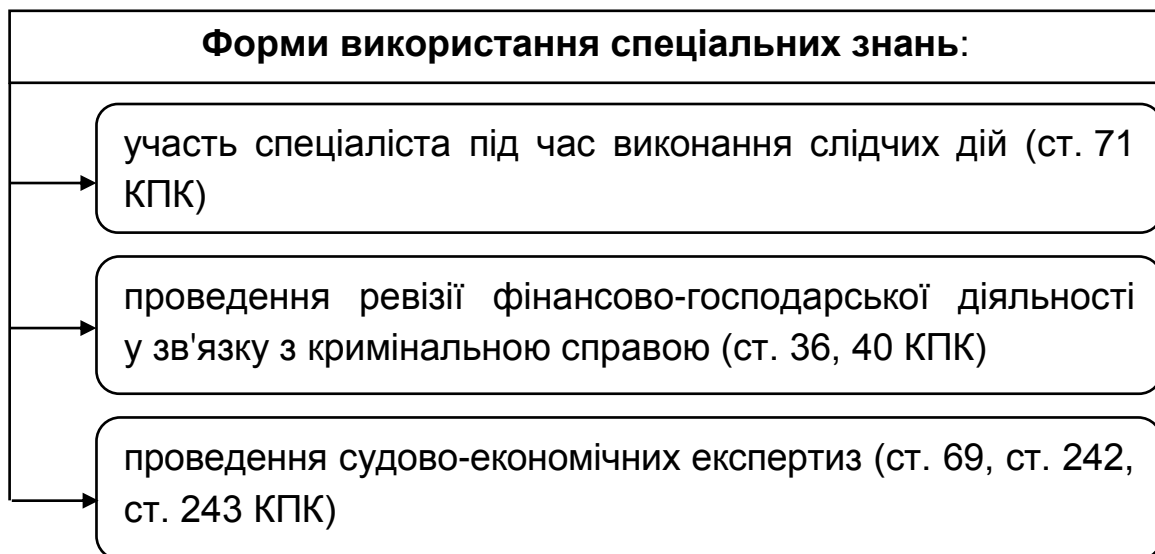 Форми використання спеціальних знань:
участь спеціаліста під час виконання слідчих дій (ст. 71
КПК)
проведення ревізії фінансово-господарської діяльності
у зв'язку з кримінальною справою (ст. 36, 40 КПК)
проведення судово-економічних експертиз (ст. 69, ст. 242,
ст. 243 КПК)